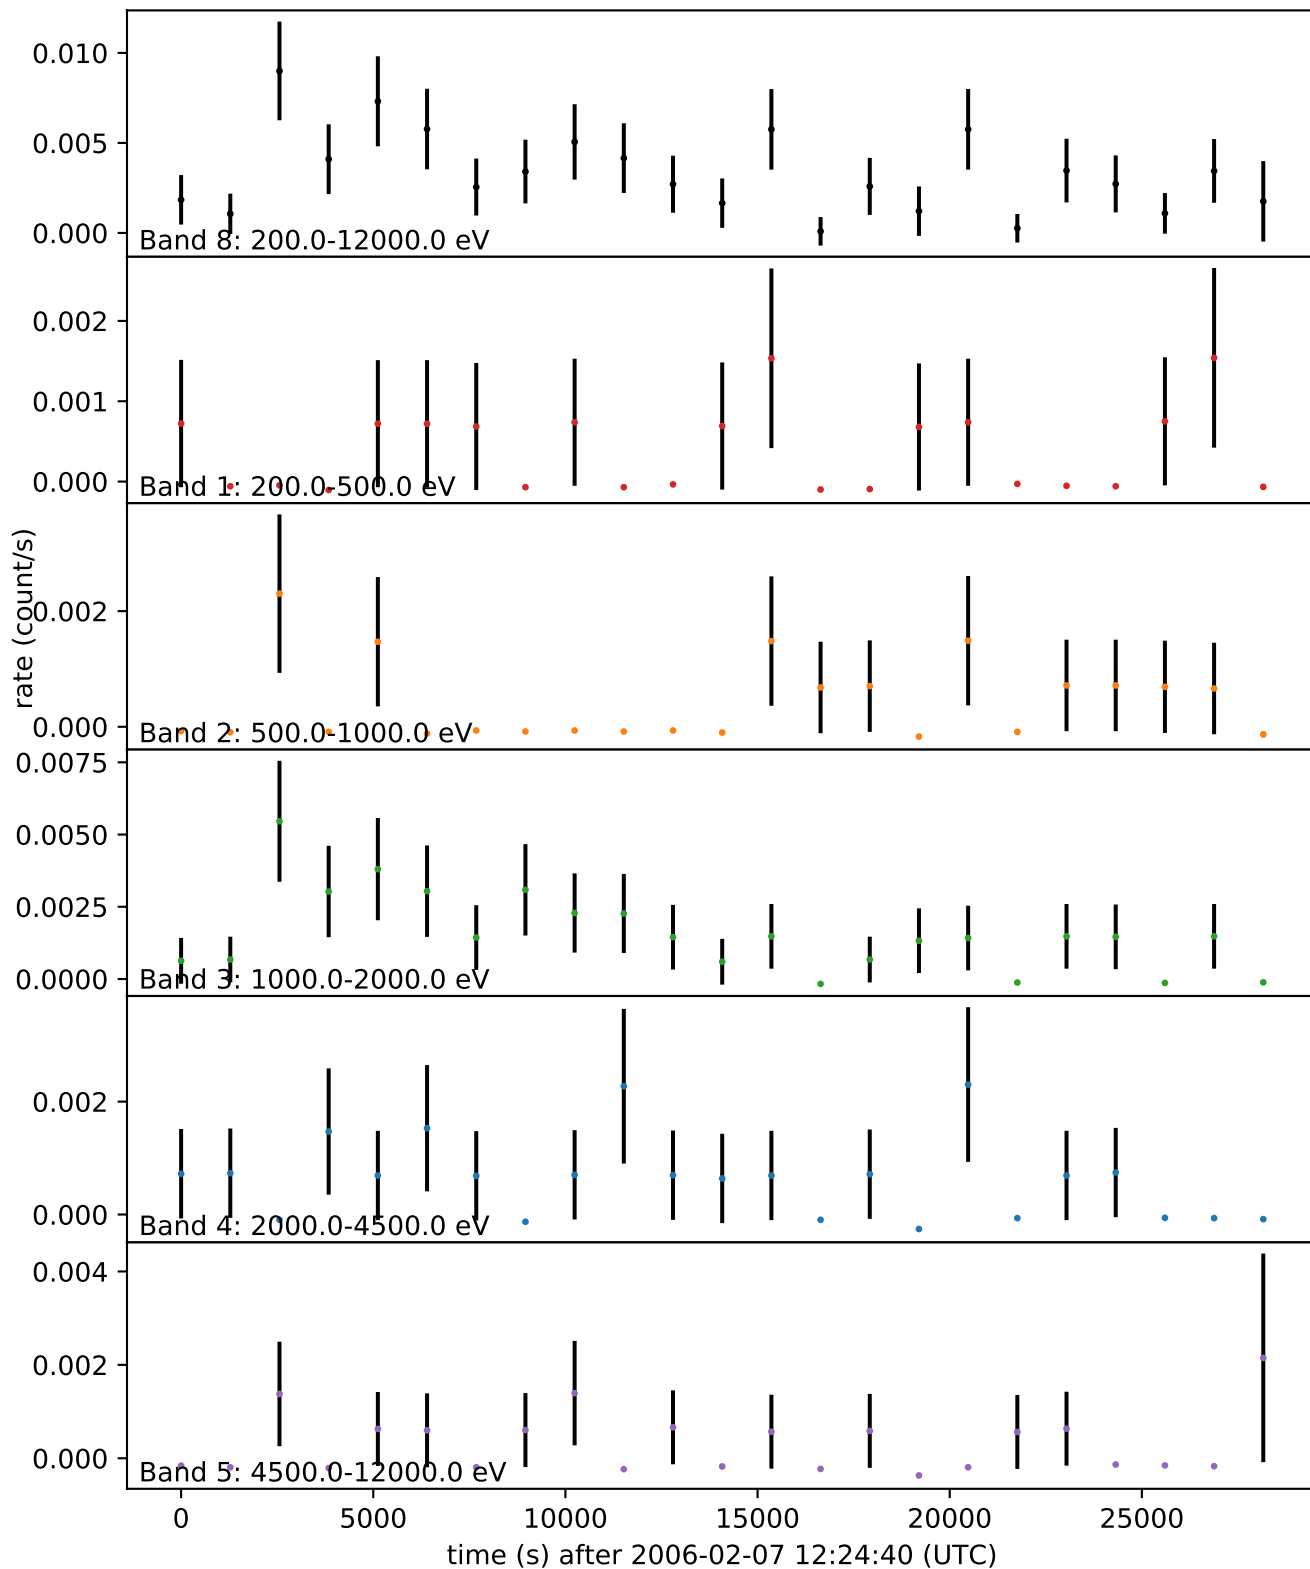 0.010
0.005
0.000
Band 8: 200.0-12000.0 eV
0.002
0.001
0.000
Band 1: 200.0-500.0 eV
rate (count/s)
0.002
0.000
Band 2: 500.0-1000.0 eV
0.0075
0.0050
0.0025
0.0000
Band 3: 1000.0-2000.0 eV
0.002
0.000
Band 4: 2000.0-4500.0 eV
0.004
0.002
0.000
Band 5: 4500.0-12000.0 eV
0 5000 10000 15000 20000 25000
time (s) after 2006-02-07 12:24:40 (UTC)